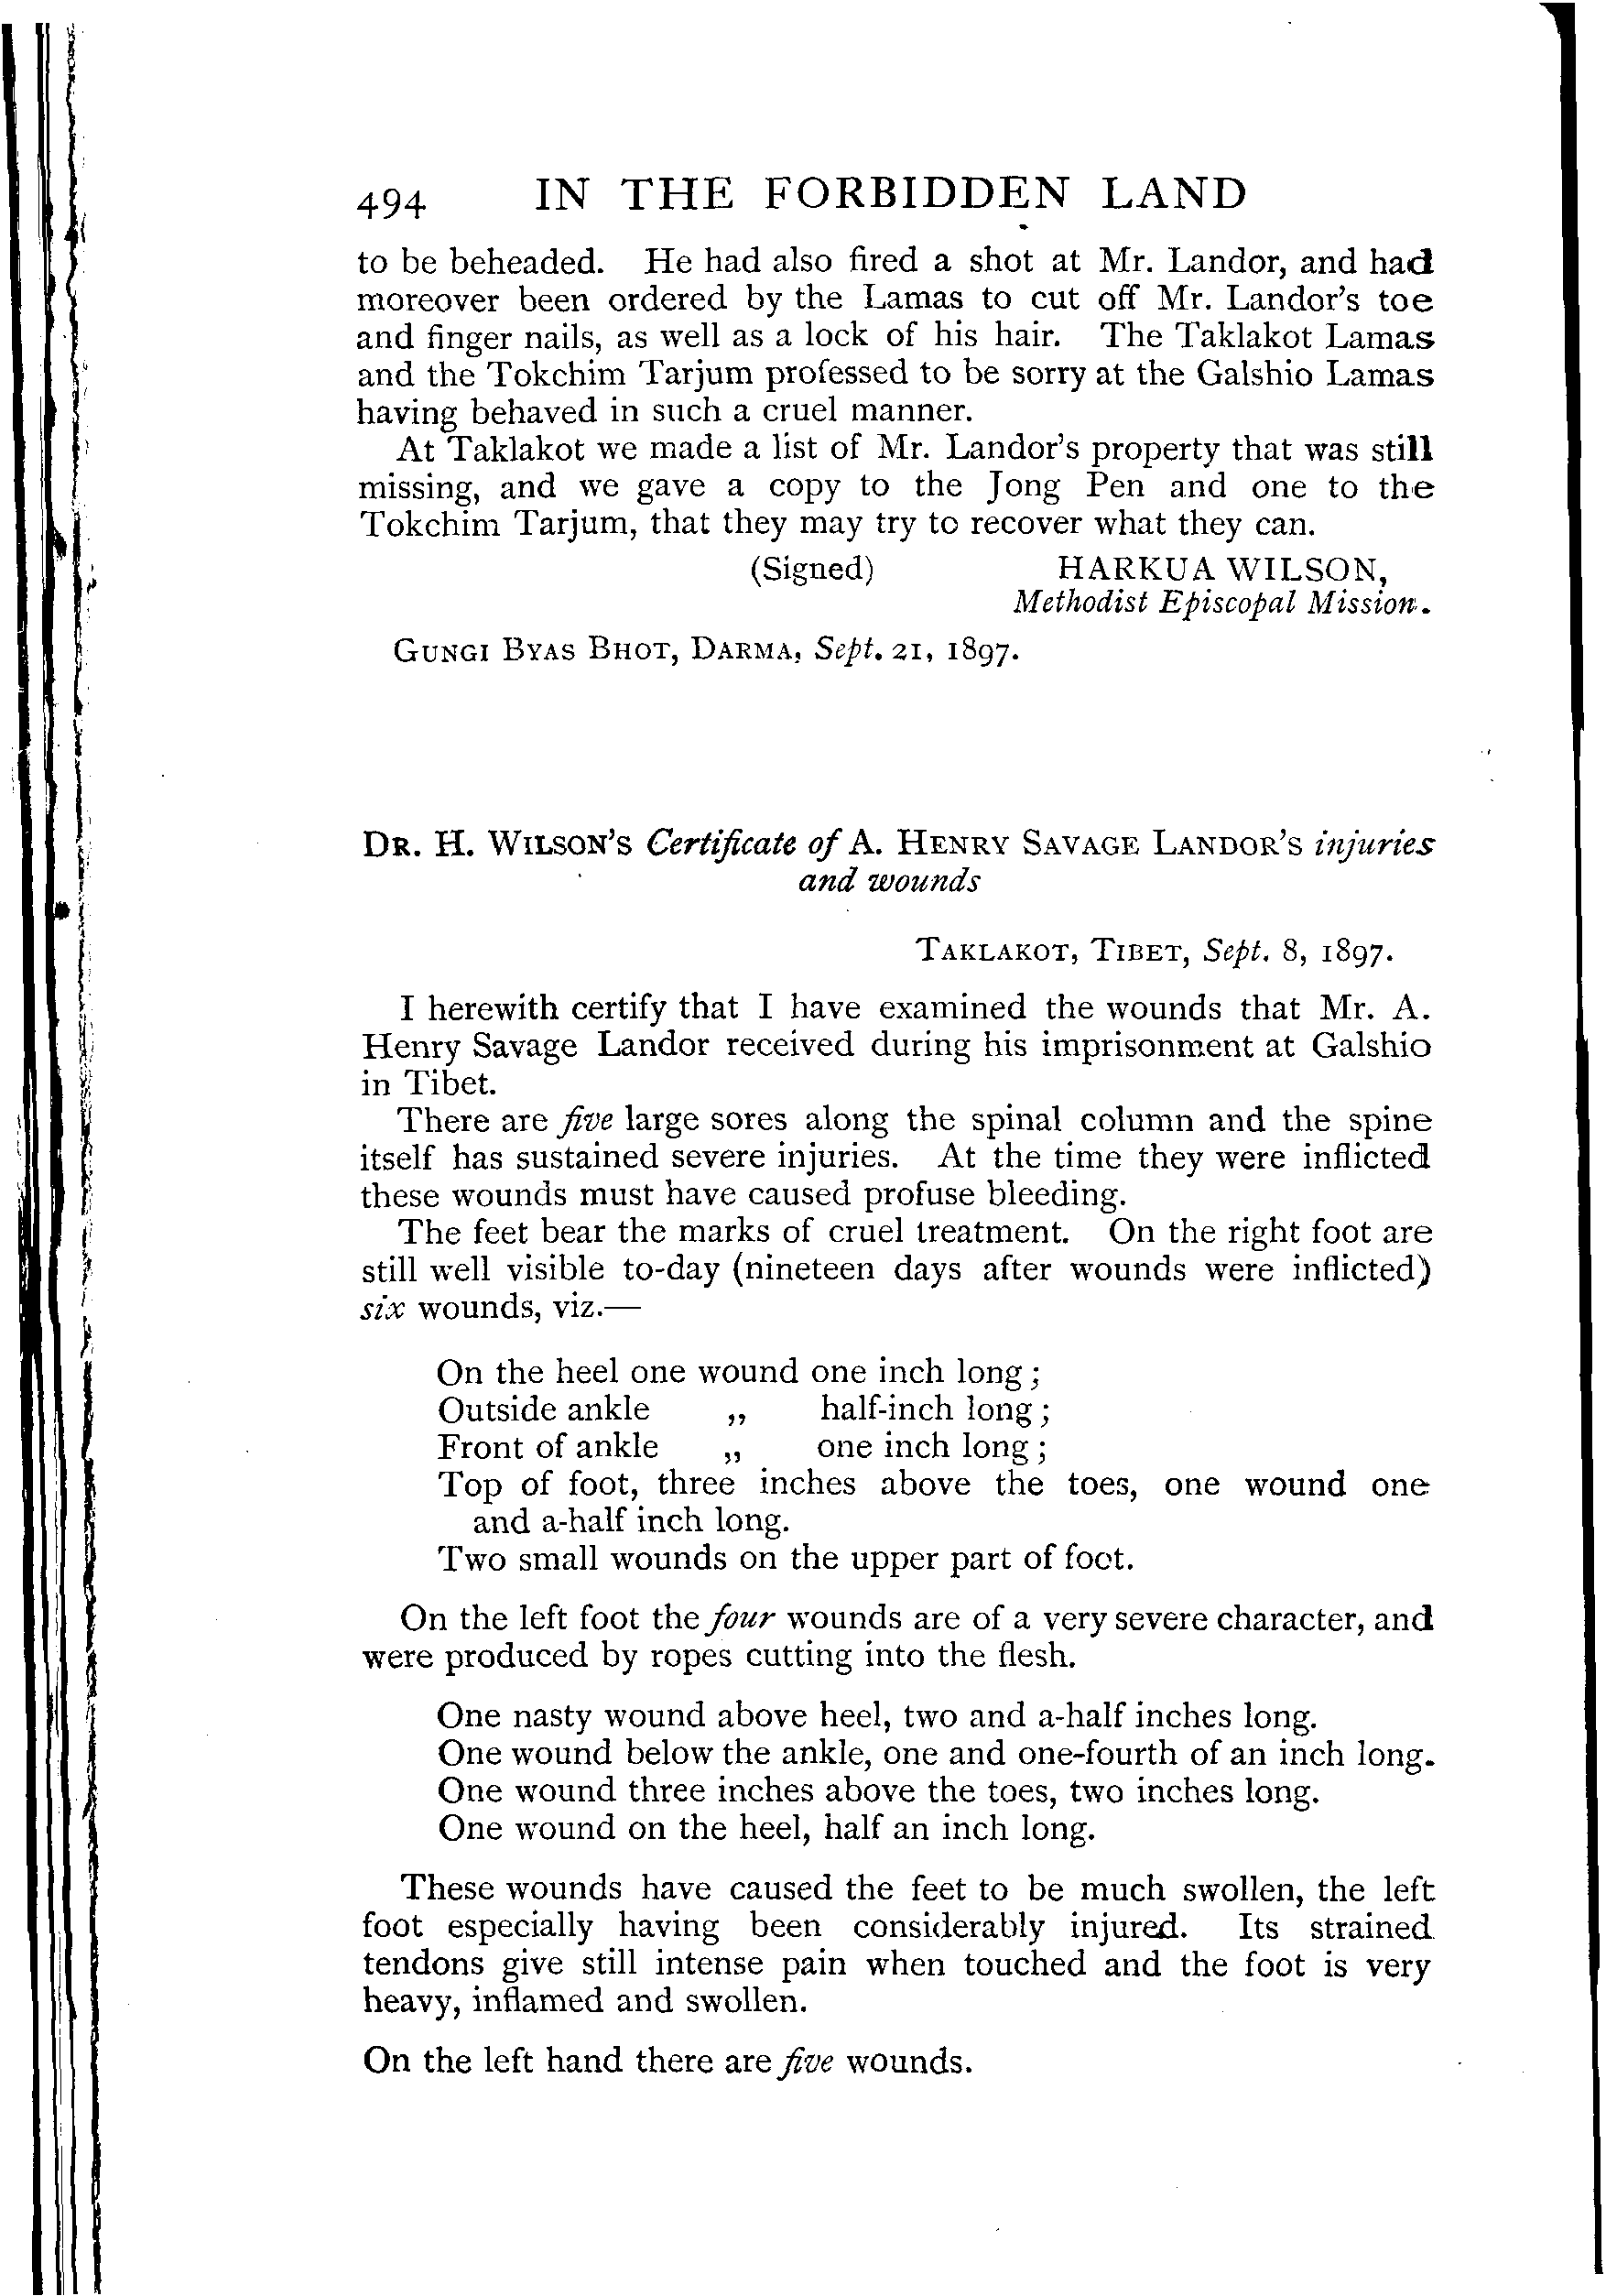 494 IN THE FORBIDDEN LAND
to be beheaded. He had also fired a shot at Mr. Landor, and had
moreover been ordered by the Lamas to cut off Mr. Landor's toe
and finger nails, as well as a lock of his hair. The Taklakot Lamas
and the Tokchim Tarjum professed to be sorry at the Galshio Lamas
having behaved in such a cruel manner.
At Taklakot we made a list of Mr. Landor's property that was still
missing, and we gave a copy to the Jong Pen and one to the
Tokchim Tarjum, that they may try to recover what they can.
(Signed) HARKUA WILSON,
Methodist Episcopal Mission.
GUNGI BYAS BHOT, DARMA, Sept. 21, 1897.
DR. H. WILSON'S Certificate of A. HENRY SAVAGE LANDOR'S injuries
and wounds
TAKLAKOT, TIBET, Sept. 8, 1897.
I herewith certify that I have examined the wounds that Mr. A.
Henry Savage Landor received during his imprisonment at Galshio
in Tibet.
There are five large sores along the spinal column and the spine
itself has sustained severe injuries. At the time they were inflicted
these wounds must have caused profuse bleeding.
The feet bear the marks of cruel treatment. On the right foot are
still well visible to-day (nineteen days after wounds were inflicted)
six wounds, viz.—
On the heel one wound one inch long;
Outside ankle ,, half-inch long;
Front of ankle ,, one inch long;
Top of foot, three inches above the toes, one wound one
and a-half inch long.
Two small wounds on the upper part of foot.
On the left foot the four wounds are of a very severe character, and
were produced by ropes cutting into the flesh.
One nasty wound above heel, two and a-half inches long.
One wound below the ankle, one and one-fourth of an inch long.
One wound three inches above the toes, two inches long.
One wound on the heel, half an inch long.
These wounds have caused the feet to be much swollen, the left
foot especially having been considerably injured. Its strained
tendons give still intense pain when touched and the foot is very
heavy, inflamed and swollen.
On the left hand there are five wounds.